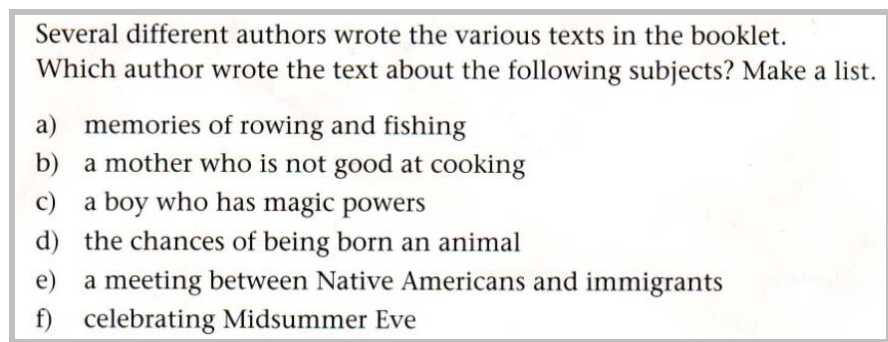 Several different authors wrote the various texts in the booklet.
Which author wrote the text about the following subjects? Make a list.
a) memories of rowing and fishing
b) a mother who is not good at cooking
c) a boy who has magic powers
d) the chances of being born an animal
e) a meeting between Native Americans and immigrants
f) celebrating Midsummer Eve